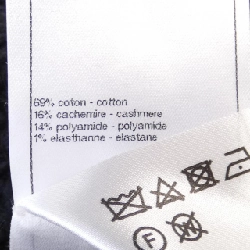 69% coton - cotton
16% cachemire - cashmere
14% polyamide - polyamide
1% elasthanne - elastane
F
W